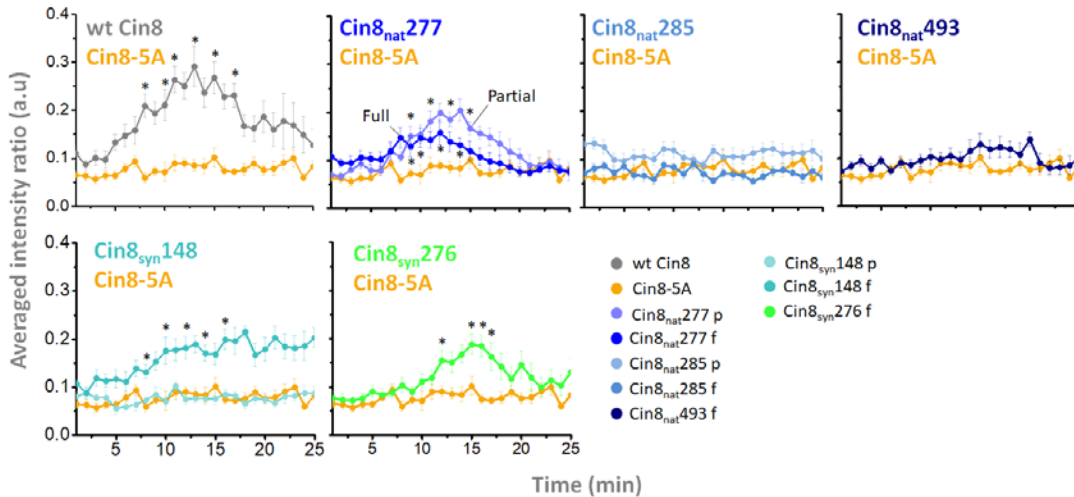 wt Cin8
Cin8-5A
Cin8nat277
Cin8-5A
Cin8nat285
Cin8-5A
Cin8nat493
Cin8-5A
0.4
0.3
0.2
0.1
0.0
* * * * * *
Full
Partial
* * * *
* * * *
5 10 15 20 25
Averaged intensity ratio (a.u)
Cin8syn148
Cin8-5A
Cin8syn276
Cin8-5A
0.4
0.3
0.2
0.1
0.0
* * * * *
* * * *
5 10 15 20 25
5 10 15 20 25
Time (min)
wt Cin8
Cin8-5A
Cin8nat277 p
Cin8nat277 f
Cin8nat285 p
Cin8nat285 f
Cin8nat493 f
Cin8syn148 p
Cin8syn148 f
Cin8syn276 f